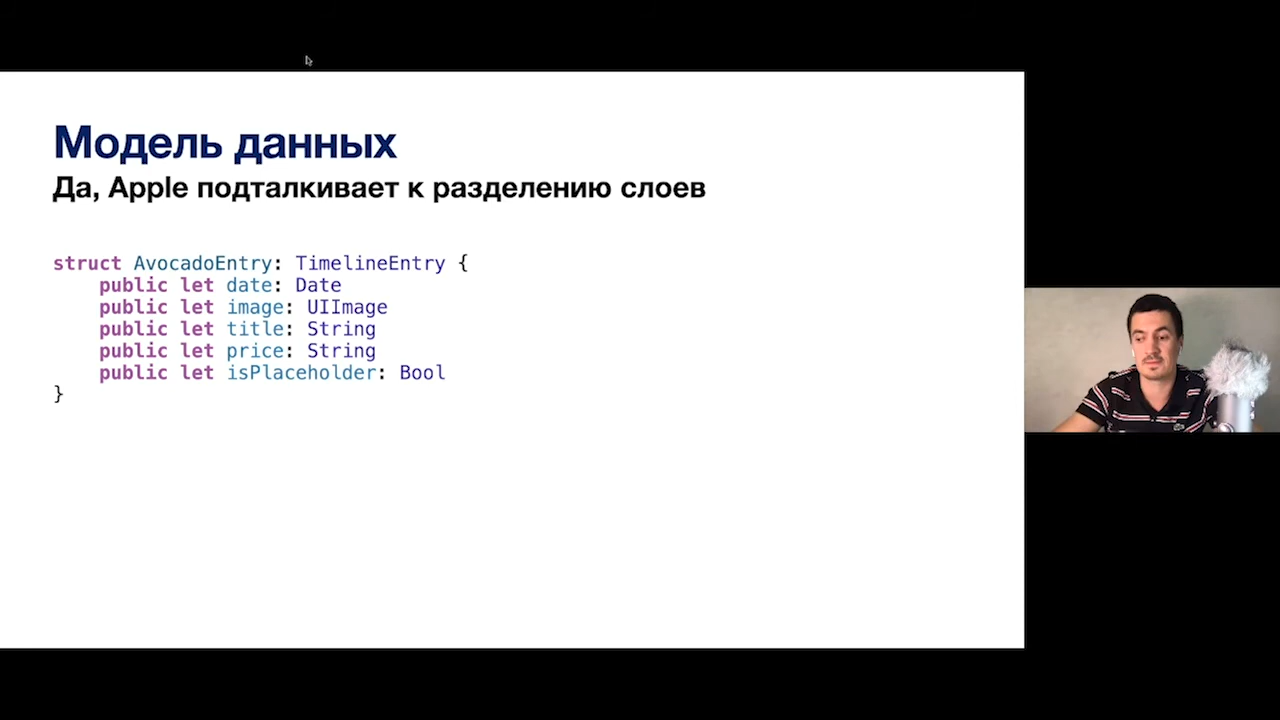 Модель данных
Да, Apple подталкивает к разделению слоев
struct AvocadoEntry: TimelineEntry {
    public let date: Date
    public let image: UIImage
    public let title: String
    public let price: String
    public let isPlaceholder: Bool
}